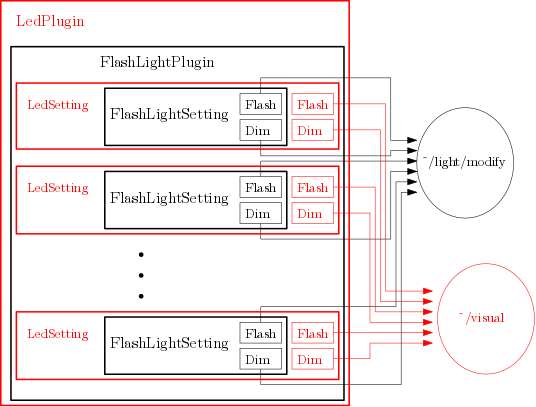 LedPlugin
FlashLightPlugin
LedSetting
FlashLightSetting
Flash
Flash
Dim
Dim
~/light/modify
LedSetting
FlashLightSetting
Flash
Flash
Dim
Dim
~/visual
LedSetting
FlashLightSetting
Flash
Flash
Dim
Dim